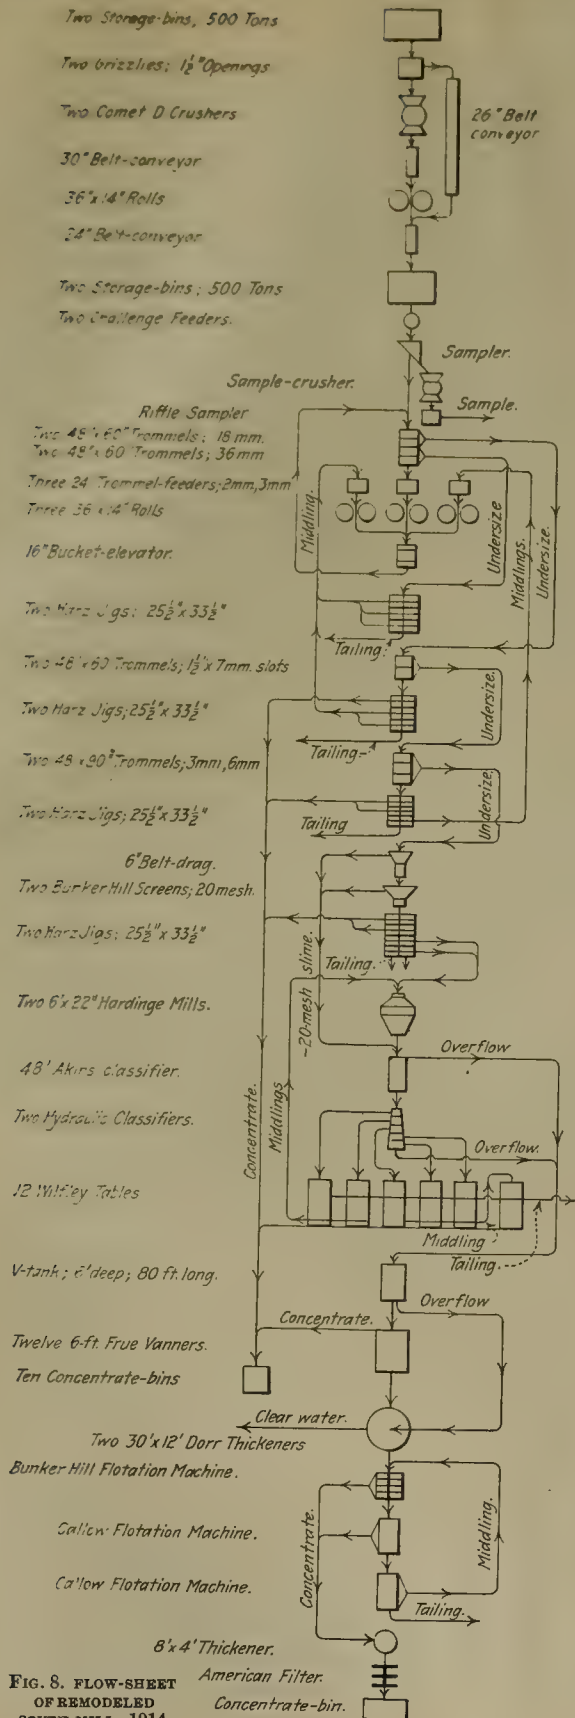 Two Storage-bins, 500 Tons
Two Grizzlies; 1½" Openings
Two Comet D Crushers
26" Belt
conveyor
30" Belt-conveyor
36"x14" Rolls
24" Belt-conveyor
Two Storage-bins; 500 Tons
Two Challenge Feeders.
Sampler.
Sample-crusher.
Riffle Sampler
Sample.
Two 48"x60" Trommels; 18 mm.
Two 48"x60 Trommels; 36mm
Three 24 Trommel-feeders; 2mm, 3mm
Three 36 x14" Rolls
Middling.
Undersize
Middlings.
Undersize.
16" Bucket-elevator.
Two Harz Jigs; 25½" x 33½"
Tailing
Two 48"x60 Trommels; 1½"x 7mm. slots
Undersize.
Two Harz Jigs; 25½" x 33½"
Tailing-
Two 48 x90" Trommels; 3mm, 6mm
Undersize.
Two Harz Jigs; 25½" x 33½"
Tailing
6" Belt-drag.
Two Bunker Hill Screens; 20 mesh.
Two Harz Jigs; 25½" x 33½"
Tailing.
-20-mesh slime.
Two 6'x 22" Hardinge Mills.
Overflow
48' Akins classifier.
Concentrate.
Middlings
Two Hydraulic Classifiers.
Overflow.
12 Wilfley Tables
Middling
Tailing.
V-tank; 6' deep; 80 ft. long.
Overflow
Concentrate.
Twelve 6-ft. Frue Vanners.
Ten Concentrate-bins
Clear water.
Two 30'x12' Dorr Thickeners
Bunker Hill Flotation Machine.
Concentrate.
Middling.
Callow Flotation Machine.
Callow Flotation Machine.
Tailing.
8'x 4' Thickener.
American Filter.
Concentrate-bin.
FIG. 8. FLOW-SHEET
OF REMODELED
1914